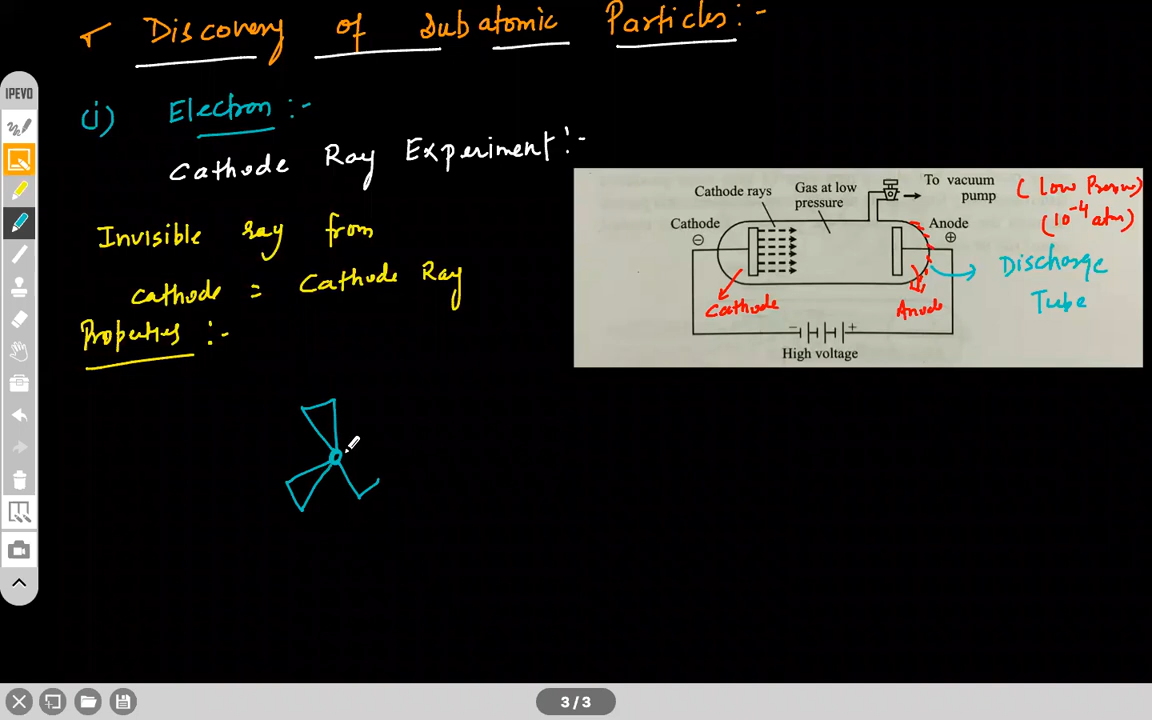 Discovery of Subatomic Particles :-
(i) Electron :-
Cathode Ray Experiment :-
Invisible ray from
cathode = Cathode Ray
Properties :-
IPEVO
Cathode rays
Gas at low
pressure
To vacuum
pump
Cathode
Anode
High voltage
(10⁻⁴ atm)
Cathode
Anode
Discharge
Tube
3/3